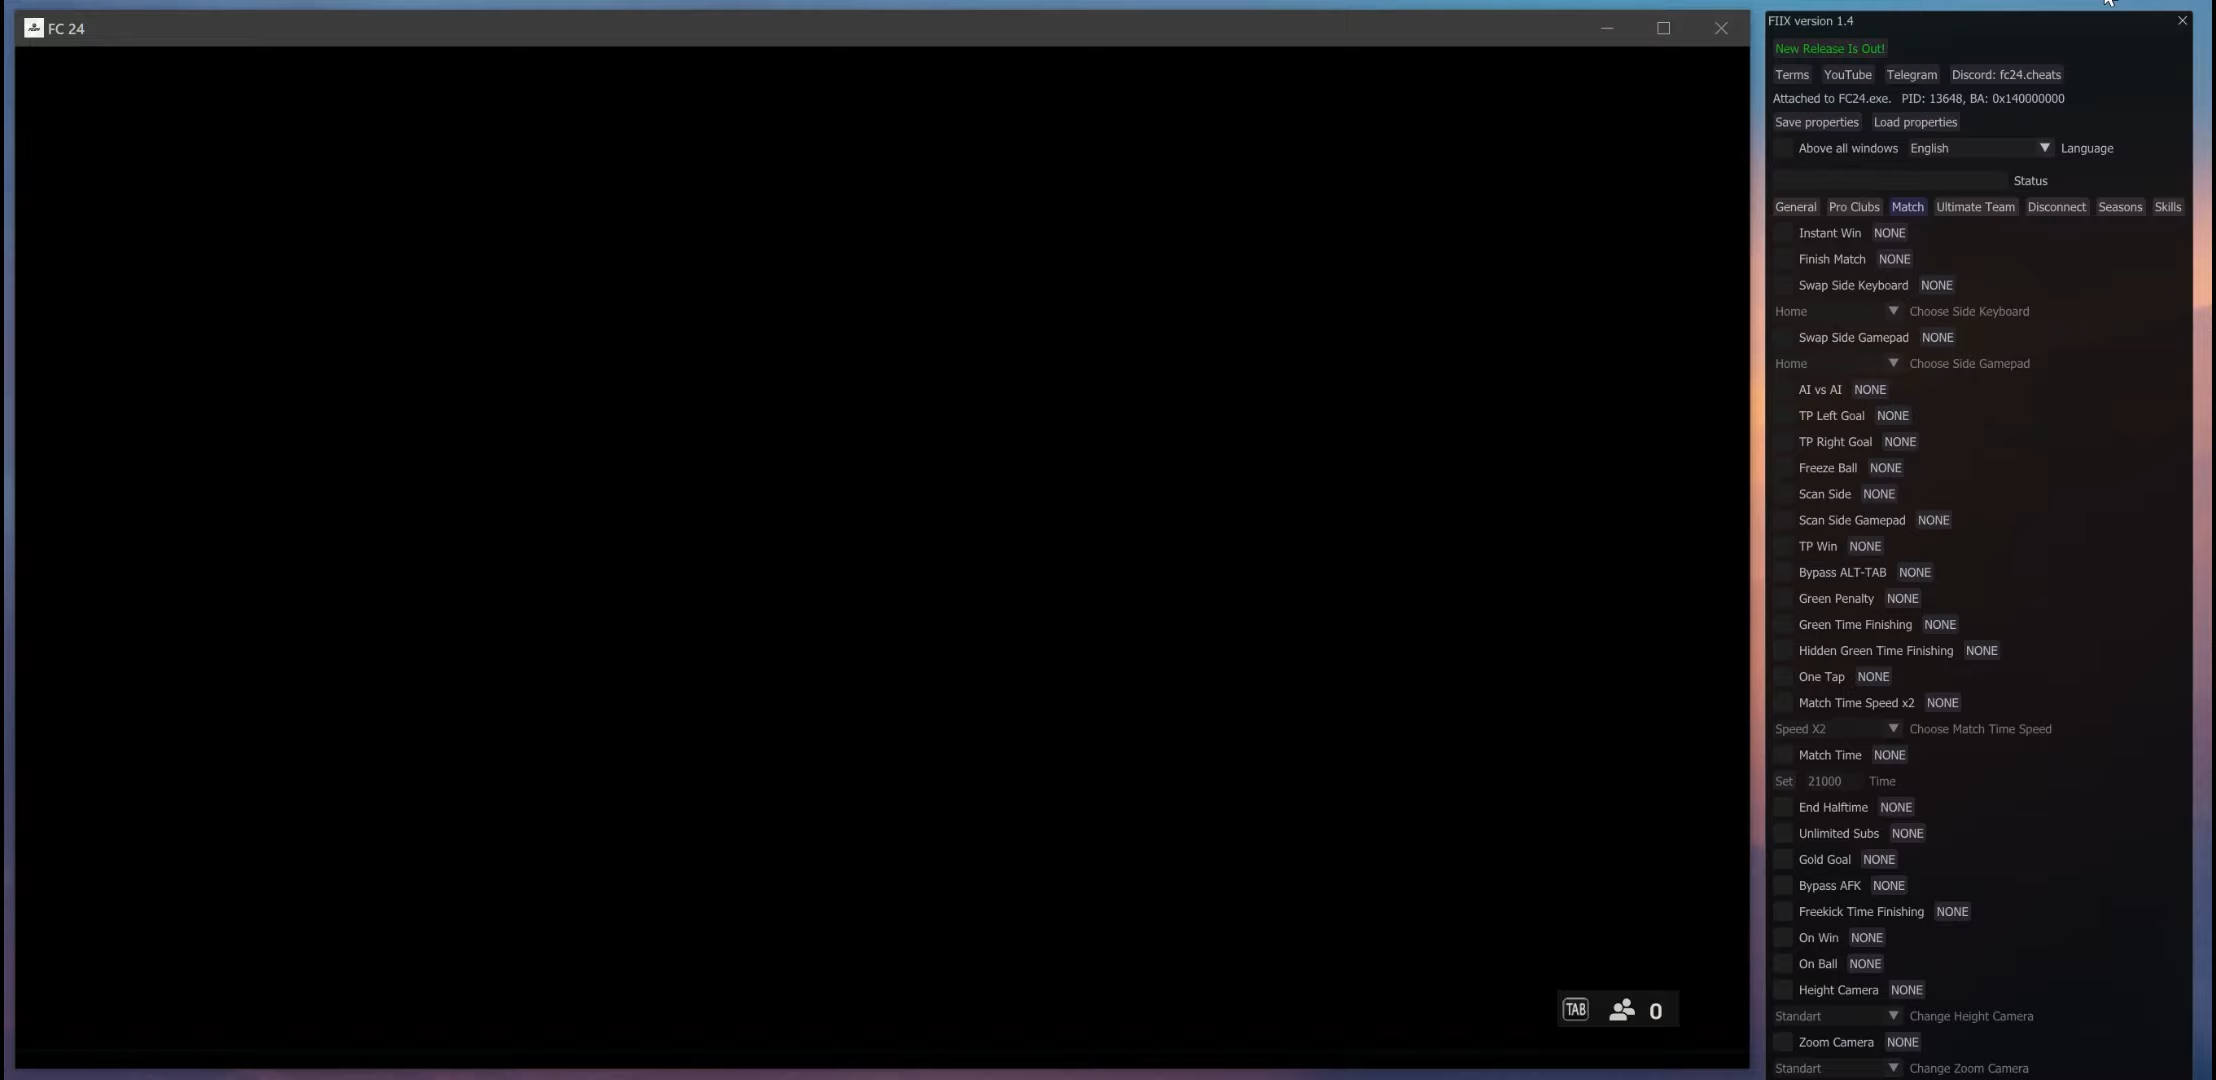 FC 24
FIIX version 1.4
New Release Is Out!
Terms YouTube Telegram Discord: fc24.cheats
Attached to FC24.exe. PID: 13648, BA: 0x140000000
Save properties Load properties
Above all windows English Language
Status
General Pro Clubs Match Ultimate Team Disconnect Seasons Skills
Instant Win NONE
Finish Match NONE
Swap Side Keyboard NONE
Home Choose Side Keyboard
Swap Side Gamepad NONE
Home Choose Side Gamepad
AI vs AI NONE
TP Left Goal NONE
TP Right Goal NONE
Freeze Ball NONE
Scan Side NONE
Scan Side Gamepad NONE
TP Win NONE
Bypass ALT-TAB NONE
Green Penalty NONE
Green Time Finishing NONE
Hidden Green Time Finishing NONE
One Tap NONE
Match Time Speed x2 NONE
Speed X2 Choose Match Time Speed
Match Time NONE
Set 21000 Time
End Halftime NONE
Unlimited Subs NONE
Gold Goal NONE
Bypass AFK NONE
Freekick Time Finishing NONE
On Win NONE
On Ball NONE
Height Camera NONE
Standart Change Height Camera
Zoom Camera NONE
Standart Change Zoom Camera
TAB 0